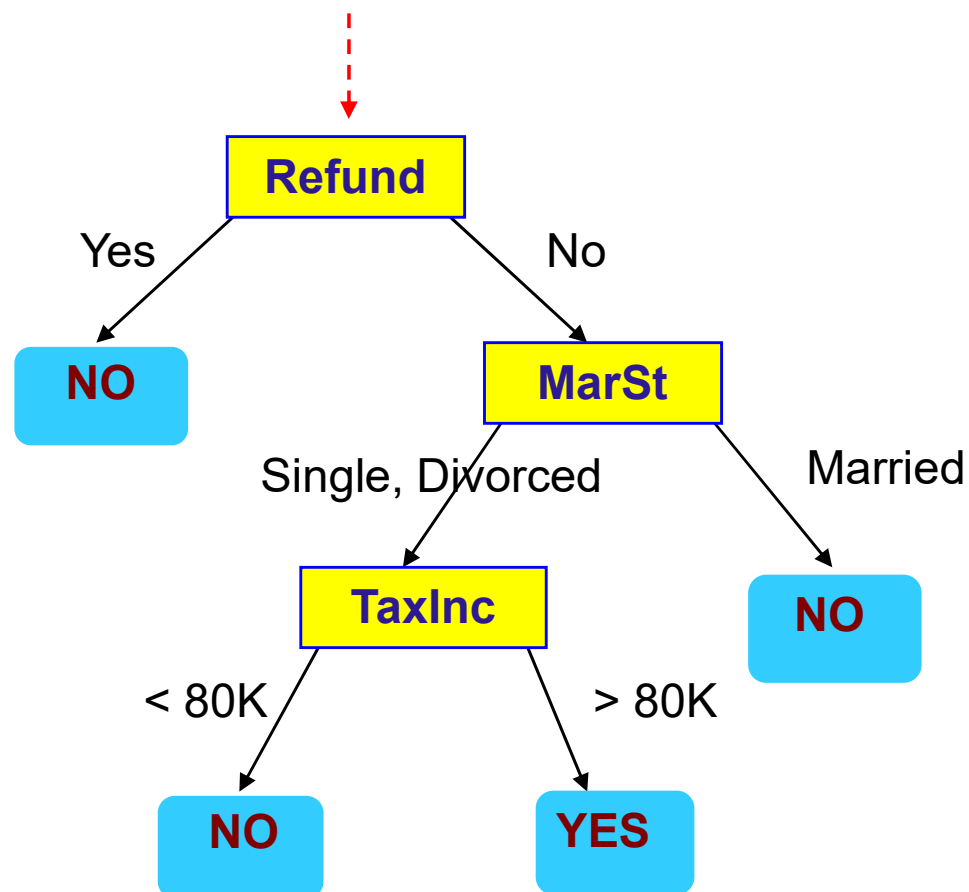 Refund
Yes
No
NO
MarSt
Single, Divorced
Married
TaxInc
NO
< 80K
> 80K
NO
YES